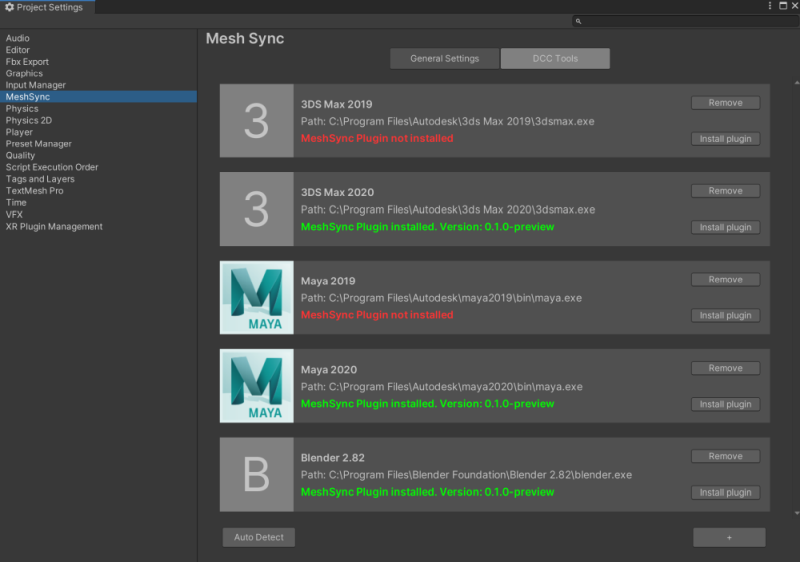 Project Settings
Audio
Editor
Fbx Export
Graphics
Input Manager
MeshSync
Physics
Physics 2D
Player
Preset Manager
Quality
Script Execution Order
Tags and Layers
TextMesh Pro
Time
VFX
XR Plugin Management
Mesh Sync
General Settings
DCC Tools
3
3DS Max 2019
Path: C:\Program Files\Autodesk\3ds Max 2019\3dsmax.exe
MeshSync Plugin not installed
Remove
Install plugin
3
3DS Max 2020
Path: C:\Program Files\Autodesk\3ds Max 2020\3dsmax.exe
MeshSync Plugin installed. Version: 0.1.0-preview
Remove
Install plugin
M
MAYA
Maya 2019
Path: C:\Program Files\Autodesk\maya2019\bin\maya.exe
MeshSync Plugin not installed
Remove
Install plugin
M
MAYA
Maya 2020
Path: C:\Program Files\Autodesk\maya2020\bin\maya.exe
MeshSync Plugin installed. Version: 0.1.0-preview
Remove
Install plugin
B
Blender 2.82
Path: C:\Program Files\Blender Foundation\Blender 2.82\blender.exe
MeshSync Plugin installed. Version: 0.1.0-preview
Remove
Install plugin
Auto Detect
+